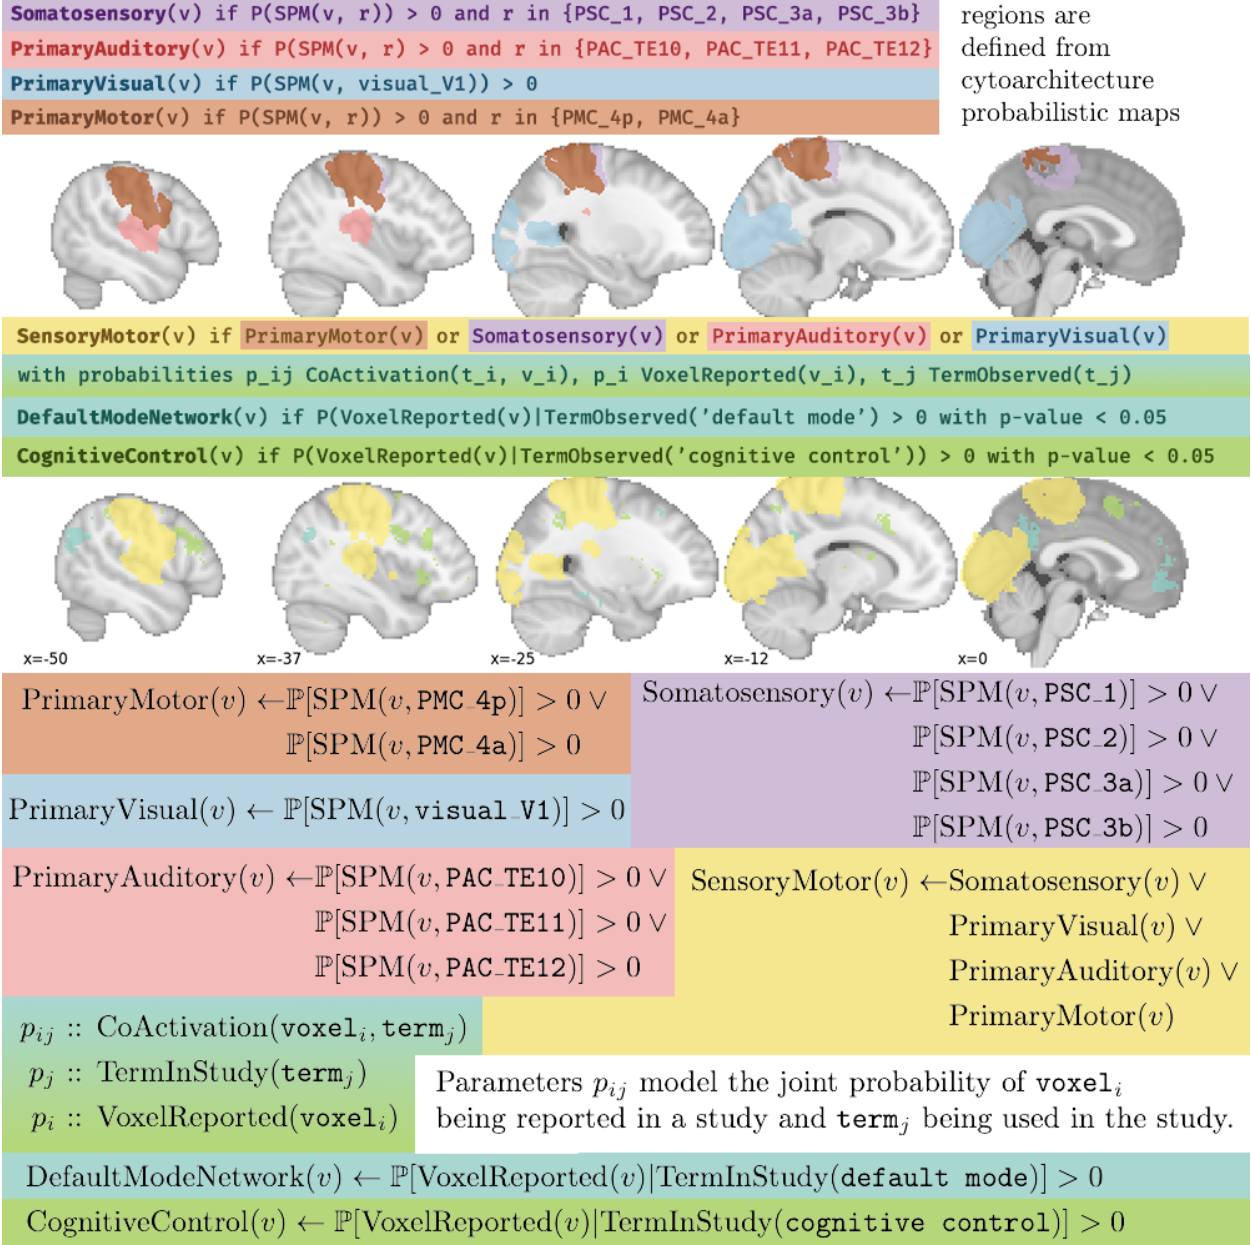 Somatosensory(v) if P(SPM(v, r)) > 0 and r in {PSC_1, PSC_2, PSC_3a, PSC_3b}
PrimaryAuditory(v) if P(SPM(v, r) > 0 and r in {PAC_TE10, PAC_TE11, PAC_TE12}
PrimaryVisual(v) if P(SPM(v, visual_V1)) > 0
PrimaryMotor(v) if P(SPM(v, r)) > 0 and r in {PMC_4p, PMC_4a}
regions are
defined from
cytoarchitecture
probabilistic maps
SensoryMotor(v) if PrimaryMotor(v) or Somatosensory(v) or PrimaryAuditory(v) or PrimaryVisual(v)
with probabilities p_ij CoActivation(t_i, v_i), p_i VoxelReported(v_i), t_j TermObserved(t_j)
DefaultModeNetwork(v) if P(VoxelReported(v)|TermObserved('default mode') > 0 with p-value < 0.05
CognitiveControl(v) if P(VoxelReported(v)|TermObserved('cognitive control')) > 0 with p-value < 0.05
x=-50
x=-37
x=-25
x=-12
x=0
PrimaryMotor(v) ←ℙ[SPM(v, PMC_4p)] > 0 ∨
ℙ[SPM(v, PMC_4a)] > 0
Somatosensory(v) ←ℙ[SPM(v, PSC_1)] > 0 ∨
ℙ[SPM(v, PSC_2)] > 0 ∨
ℙ[SPM(v, PSC_3a)] > 0 ∨
ℙ[SPM(v, PSC_3b)] > 0
PrimaryVisual(v) ← ℙ[SPM(v, visual_V1)] > 0
PrimaryAuditory(v) ←ℙ[SPM(v, PAC_TE10)] > 0 ∨
ℙ[SPM(v, PAC_TE11)] > 0 ∨
ℙ[SPM(v, PAC_TE12)] > 0
SensoryMotor(v) ←Somatosensory(v) ∨
PrimaryVisual(v) ∨
PrimaryAuditory(v) ∨
PrimaryMotor(v)
p_ij :: CoActivation(voxel_i, term_j)
p_j :: TermInStudy(term_j)
p_i :: VoxelReported(voxel_i)
Parameters p_ij model the joint probability of voxel_i
being reported in a study and term_j being used in the study.
DefaultModeNetwork(v) ← ℙ[VoxelReported(v)|TermInStudy(default mode)] > 0
CognitiveControl(v) ← ℙ[VoxelReported(v)|TermInStudy(cognitive control)] > 0